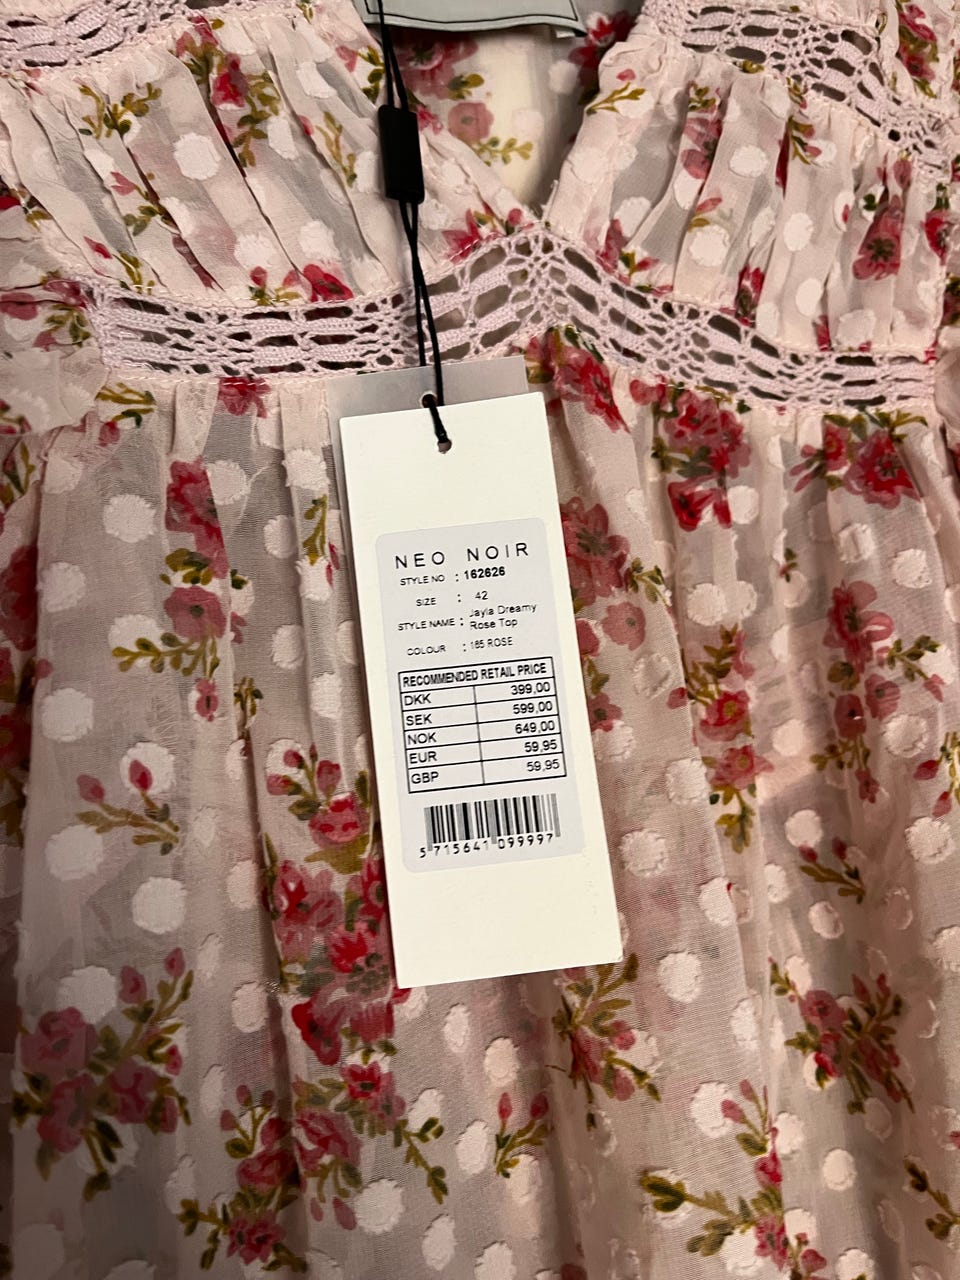 NEO NOIR
STYLE NO : 162626
SIZE : 42
STYLE NAME : Jayla Dreamy
Rose Top
COLOUR : 185 ROSE
RECOMMENDED RETAIL PRICE
DKK 399,00
SEK 599,00
NOK 649,00
EUR 59,95
GBP 59,95
5 715641 099997